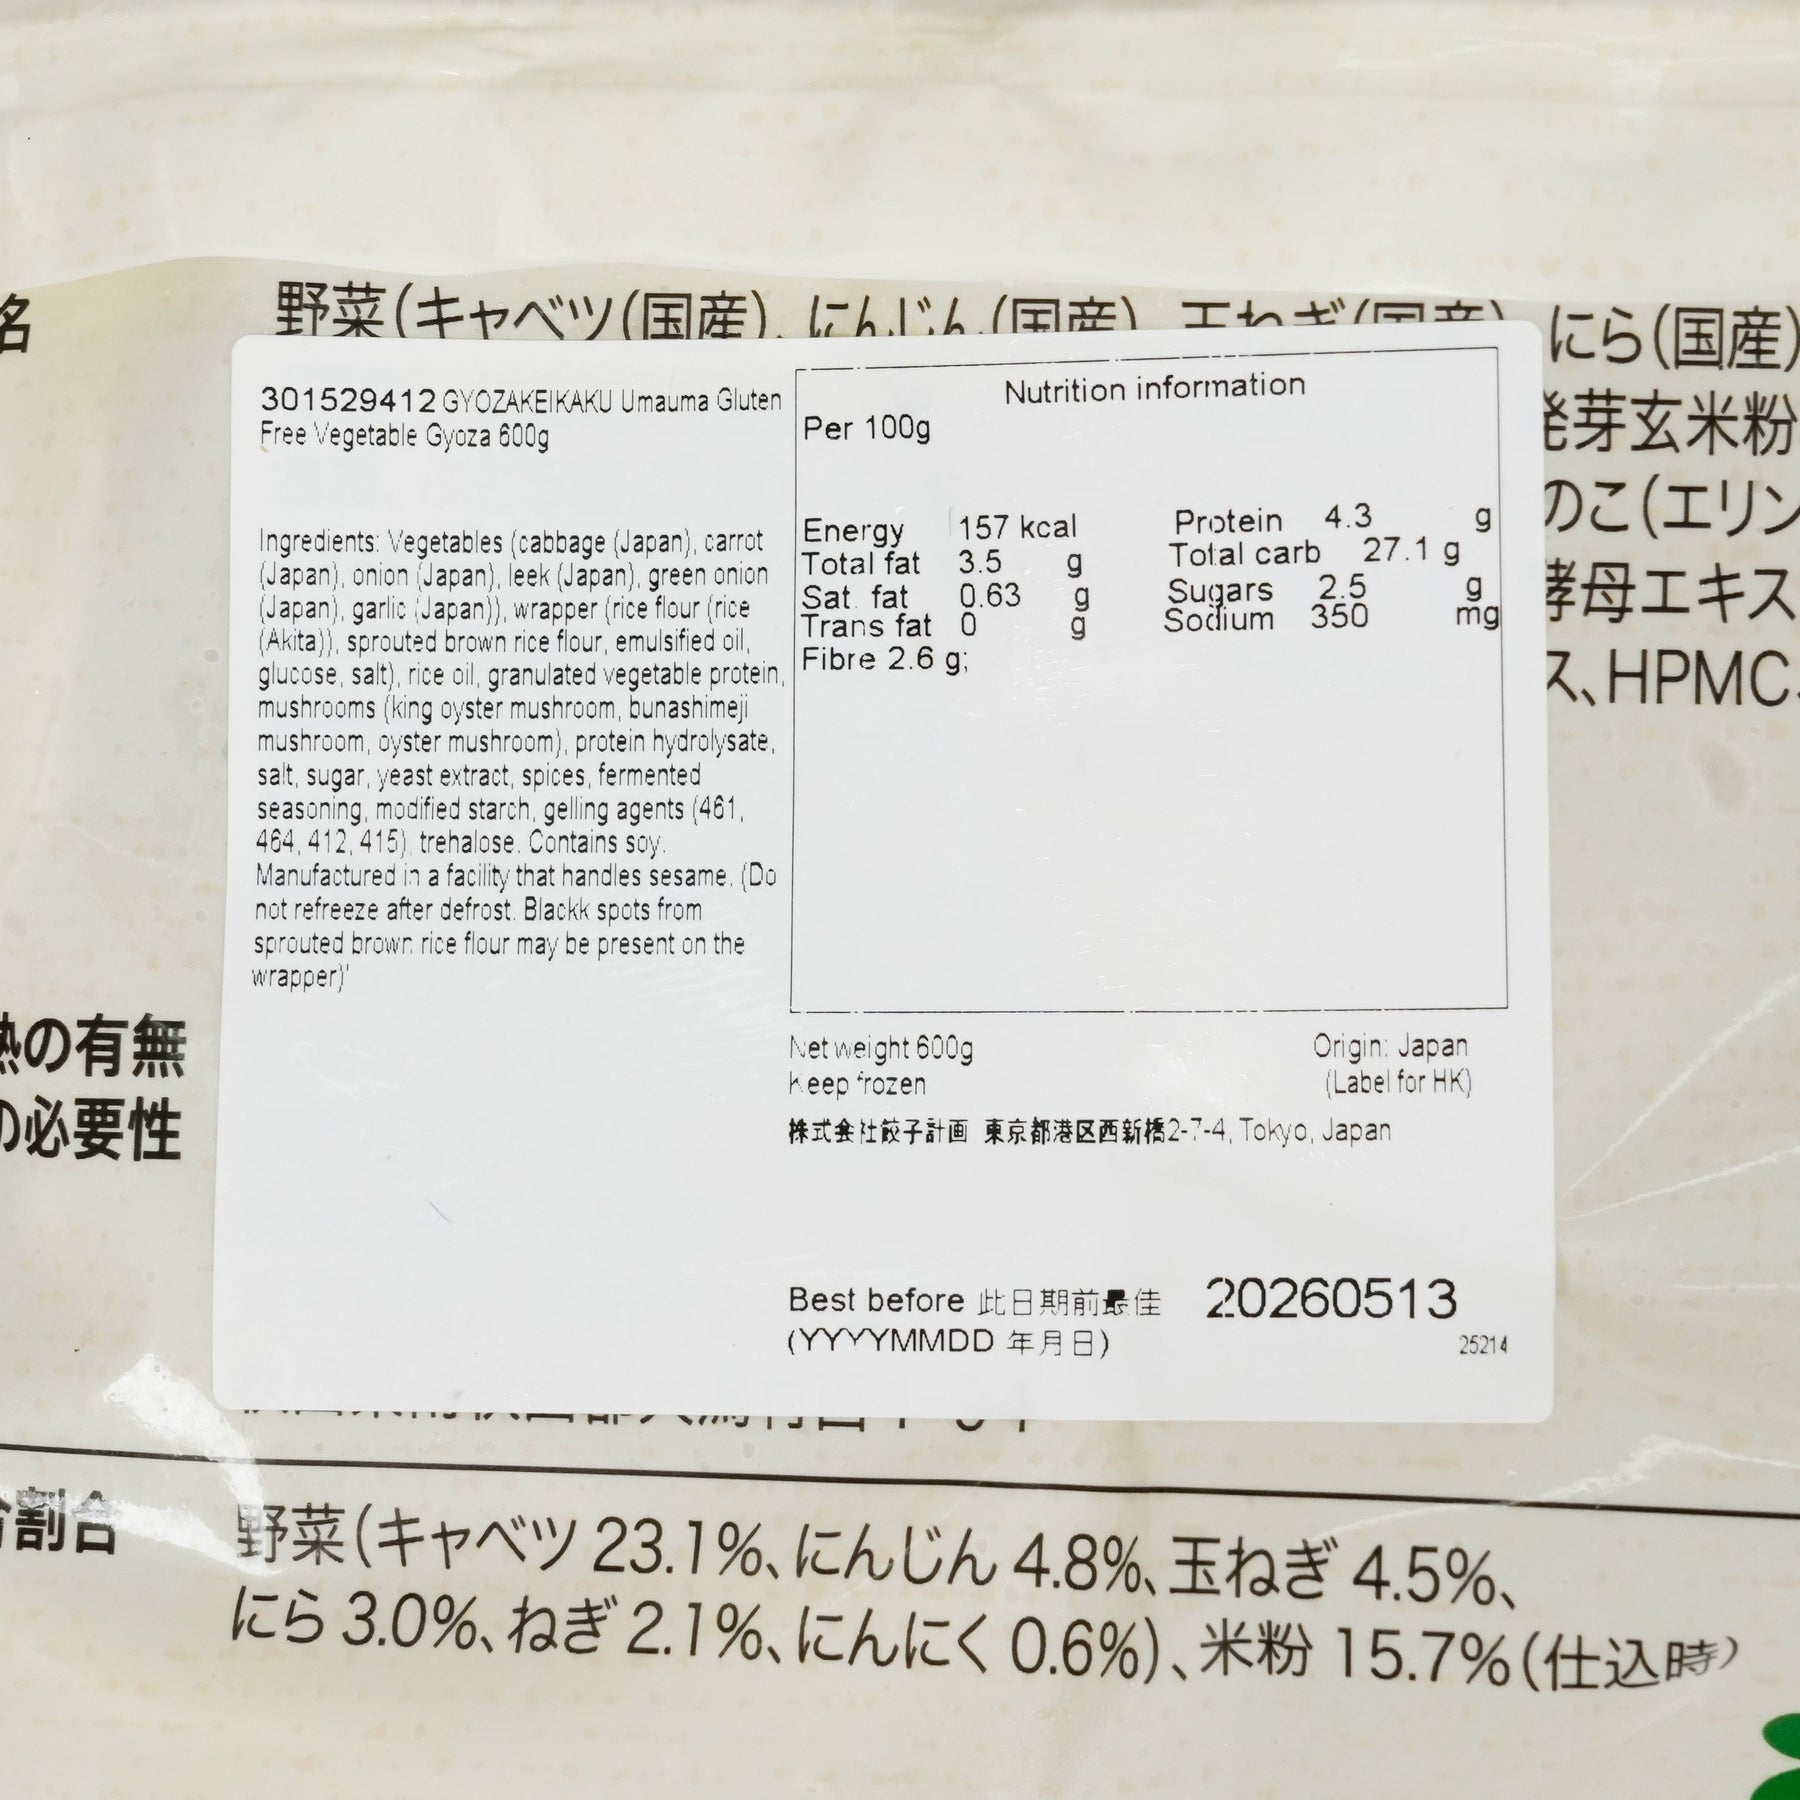 名
野菜(キャベツ(国産)、にんじん(国産)、玉ねぎ(国産)、にら(国産)
発芽玄米粉
のこ(エリン
酵母エキス
ス、HPMC、
301529412 GYOZAKEIKAKU Umauma Gluten
Free Vegetable Gyoza 600g
Ingredients: Vegetables (cabbage (Japan), carrot
(Japan), onion (Japan), leek (Japan), green onion
(Japan), garlic (Japan)), wrapper (rice flour (rice
(Akita)), sprouted brown rice flour, emulsified oil,
glucose, salt), rice oil, granulated vegetable protein,
mushrooms (king oyster mushroom, bunashimeji
mushroom, oyster mushroom), protein hydrolysate,
salt, sugar, yeast extract, spices, fermented
seasoning, modified starch, gelling agents (461,
464, 412, 415), trehalose. Contains soy.
Manufactured in a facility that handles sesame. (Do
not refreeze after defrost. Blackk spots from
sprouted brown rice flour may be present on the
wrapper)'
Nutrition information
Per 100g
Energy 157 kcal Protein 4.3 g
Total fat 3.5 g Total carb 27.1 g
Sat. fat 0.63 g Sugars 2.5 g
Trans fat 0 g Sodium 350 mg
Fibre 2.6 g;
Net weight 600g Origin: Japan
Keep frozen (Label for HK)
株式会社餃子計画 東京都港区西新橋2-7-4, Tokyo, Japan
Best before 此日期前最佳 20260513
(YYYYMMDD 年月日)
25214
熱の有無
の必要性
合割合
野菜(キャベツ 23.1%、にんじん 4.8%、玉ねぎ 4.5%、
にら 3.0%、ねぎ 2.1%、にんにく 0.6%)、米粉 15.7%(仕込時)